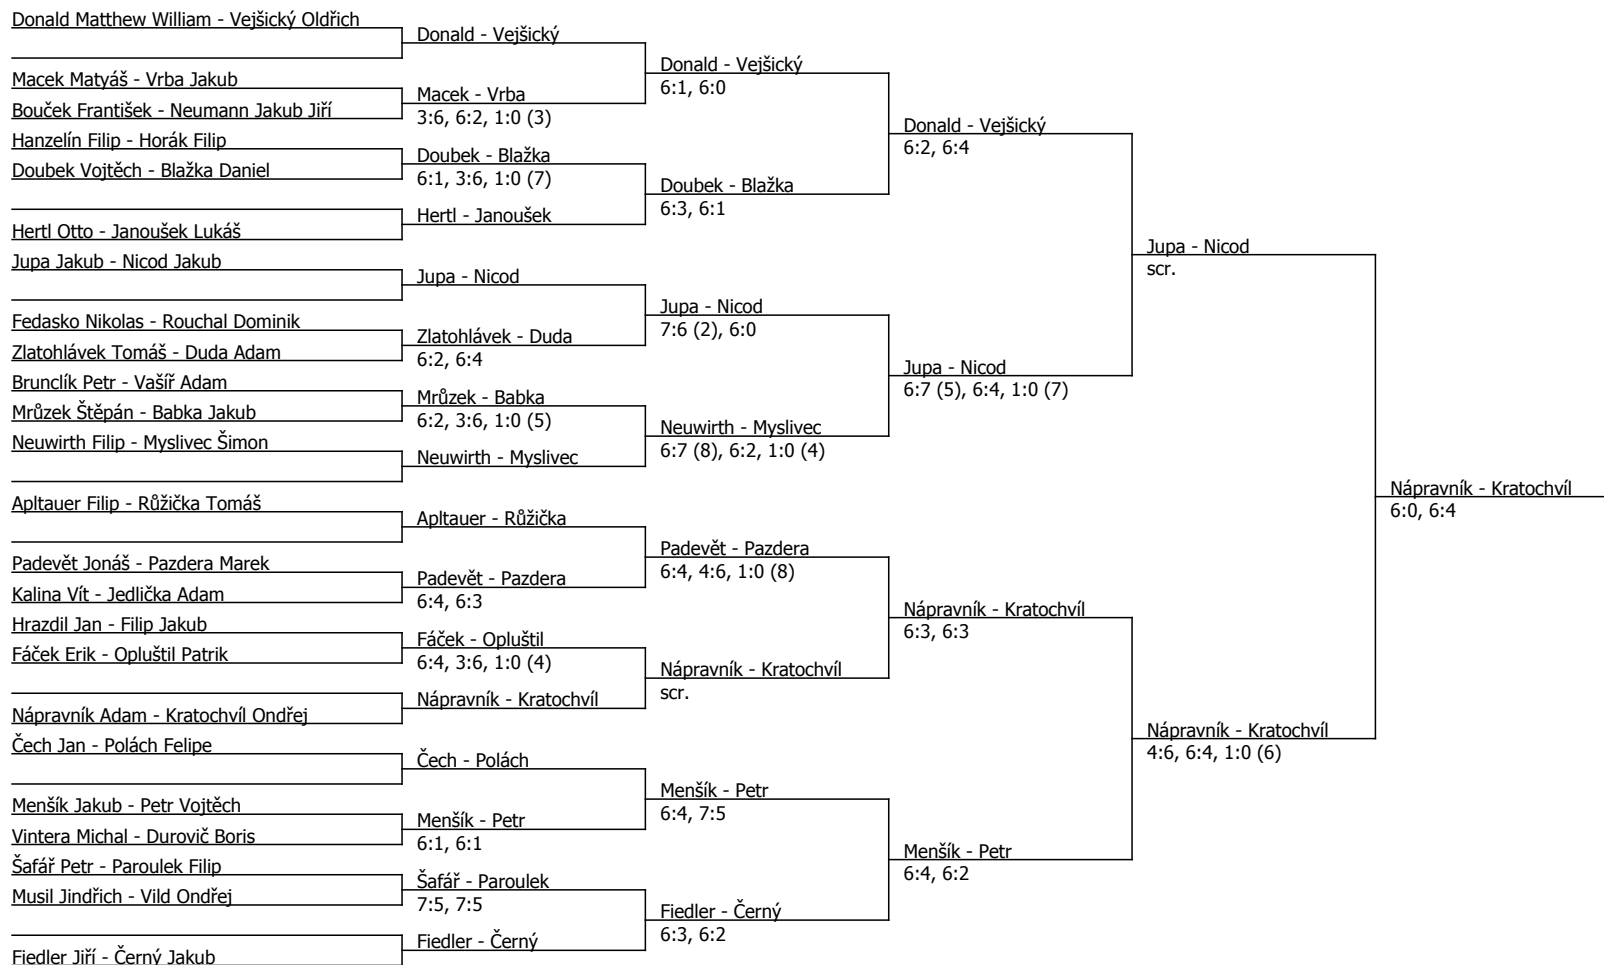 Donald Matthew William - Vejšický Oldřich
Macek Matyáš - Vrba Jakub
Bouček František - Neumann Jakub Jiří
Hanzelín Filip - Horák Filip
Doubek Vojtěch - Blažka Daniel
Hertl Otto - Janoušek Lukáš
Jupa Jakub - Nicod Jakub
Fedasko Nikolas - Rouchal Dominik
Zlatohlávek Tomáš - Duda Adam
Brunclík Petr - Vašíř Adam
Mrůzek Štěpán - Babka Jakub
Neuwirth Filip - Myslivec Šimon
Apltauer Filip - Růžička Tomáš
Padevět Jonáš - Pazdera Marek
Kalina Vít - Jedlička Adam
Hrazdil Jan - Filip Jakub
Fáček Erik - Opluštil Patrik
Nápravník Adam - Kratochvíl Ondřej
Čech Jan - Polách Felipe
Menšík Jakub - Petr Vojtěch
Vintera Michal - Durovič Boris
Šafář Petr - Paroulek Filip
Musil Jindřich - Vild Ondřej
Fiedler Jiří - Černý Jakub
Donald - Vejšický
Macek - Vrba
3:6, 6:2, 1:0 (3)
Doubek - Blažka
6:1, 3:6, 1:0 (7)
Hertl - Janoušek
Jupa - Nicod
Zlatohlávek - Duda
6:2, 6:4
Mrůzek - Babka
6:2, 3:6, 1:0 (5)
Neuwirth - Myslivec
Apltauer - Růžička
Padevět - Pazdera
6:4, 6:3
Fáček - Opluštil
6:4, 3:6, 1:0 (4)
Nápravník - Kratochvíl
Čech - Polách
Menšík - Petr
6:1, 6:1
Šafář - Paroulek
7:5, 7:5
Fiedler - Černý
Donald - Vejšický
6:1, 6:0
Doubek - Blažka
6:3, 6:1
Jupa - Nicod
7:6 (2), 6:0
Neuwirth - Myslivec
6:7 (8), 6:2, 1:0 (4)
Padevět - Pazdera
6:4, 4:6, 1:0 (8)
Nápravník - Kratochvíl
scr.
Menšík - Petr
6:4, 7:5
Fiedler - Černý
6:3, 6:2
Donald - Vejšický
6:2, 6:4
Jupa - Nicod
6:7 (5), 6:4, 1:0 (7)
Nápravník - Kratochvíl
6:3, 6:3
Menšík - Petr
6:4, 6:2
Jupa - Nicod
scr.
Nápravník - Kratochvíl
4:6, 6:4, 1:0 (6)
Nápravník - Kratochvíl
6:0, 6:4